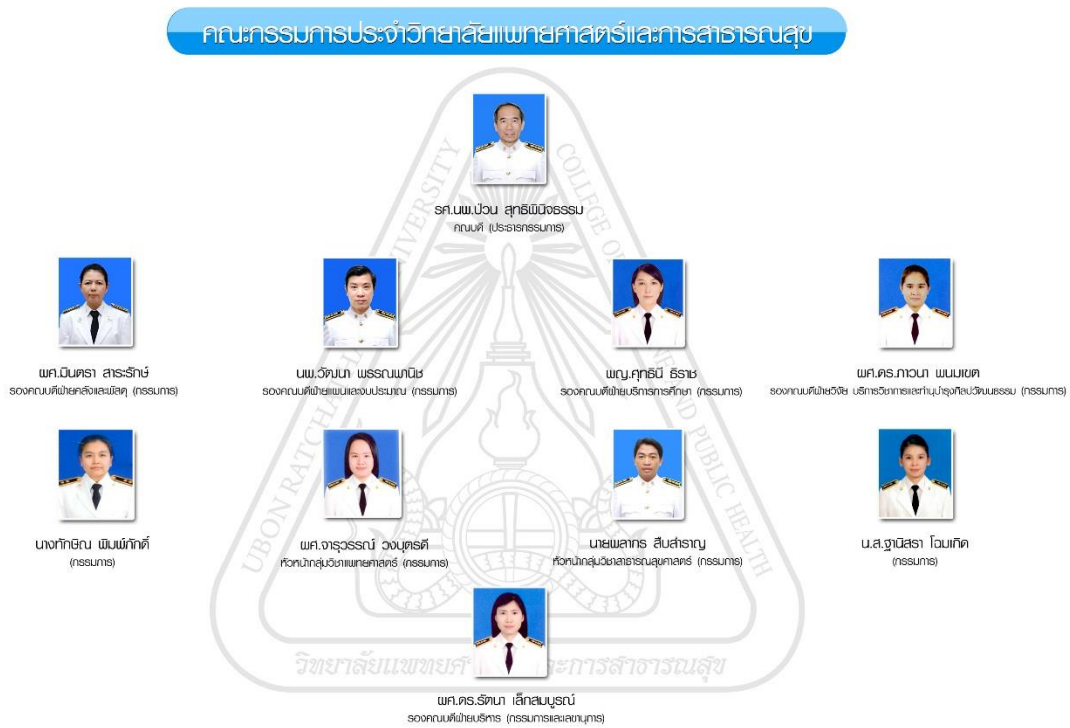 คณะกรรมการประจำวิทยาลัยแพทยศาสตร์และการสาธารณสุข
รศ.นพ.ป่วน สุทธิพินิจธรรม
คณบดี (ประธานกรรมการ)
ผศ.มินตรา สาระรักษ์
รองคณบดีฝ่ายคลังและพัสดุ (กรรมการ)
นพ.วัฒนา พรรณพานิช
รองคณบดีฝ่ายแผนและงบประมาณ (กรรมการ)
พญ.ศุทธินี ธิราช
รองคณบดีฝ่ายบริการการศึกษา (กรรมการ)
ผศ.ดร.ภาวนา พนมเขต
รองคณบดีฝ่ายวิจัย บริการวิชาการและทำนุบำรุงศิลปวัฒนธรรม (กรรมการ)
นางทักษิณ พิมพ์ภักดิ์
(กรรมการ)
ผศ.จารุวรรณ์ วงบุตรดี
หัวหน้ากลุ่มวิชาแพทยศาสตร์ (กรรมการ)
นายพลากร สืบสำราญ
หัวหน้ากลุ่มวิชาสาธารณสุขศาสตร์ (กรรมการ)
น.ส.ฐานิสรา โฉมเกิด
(กรรมการ)
ผศ.ดร.รัตนา เล็กสมบูรณ์
รองคณบดีฝ่ายบริหาร (กรรมการและเลขานุการ)
UBON RATCHATHANI UNIVERSITY
COLLEGE OF MEDICINE AND PUBLIC HEALTH
วิทยาลัยแพทยศาสตร์และการสาธารณสุข